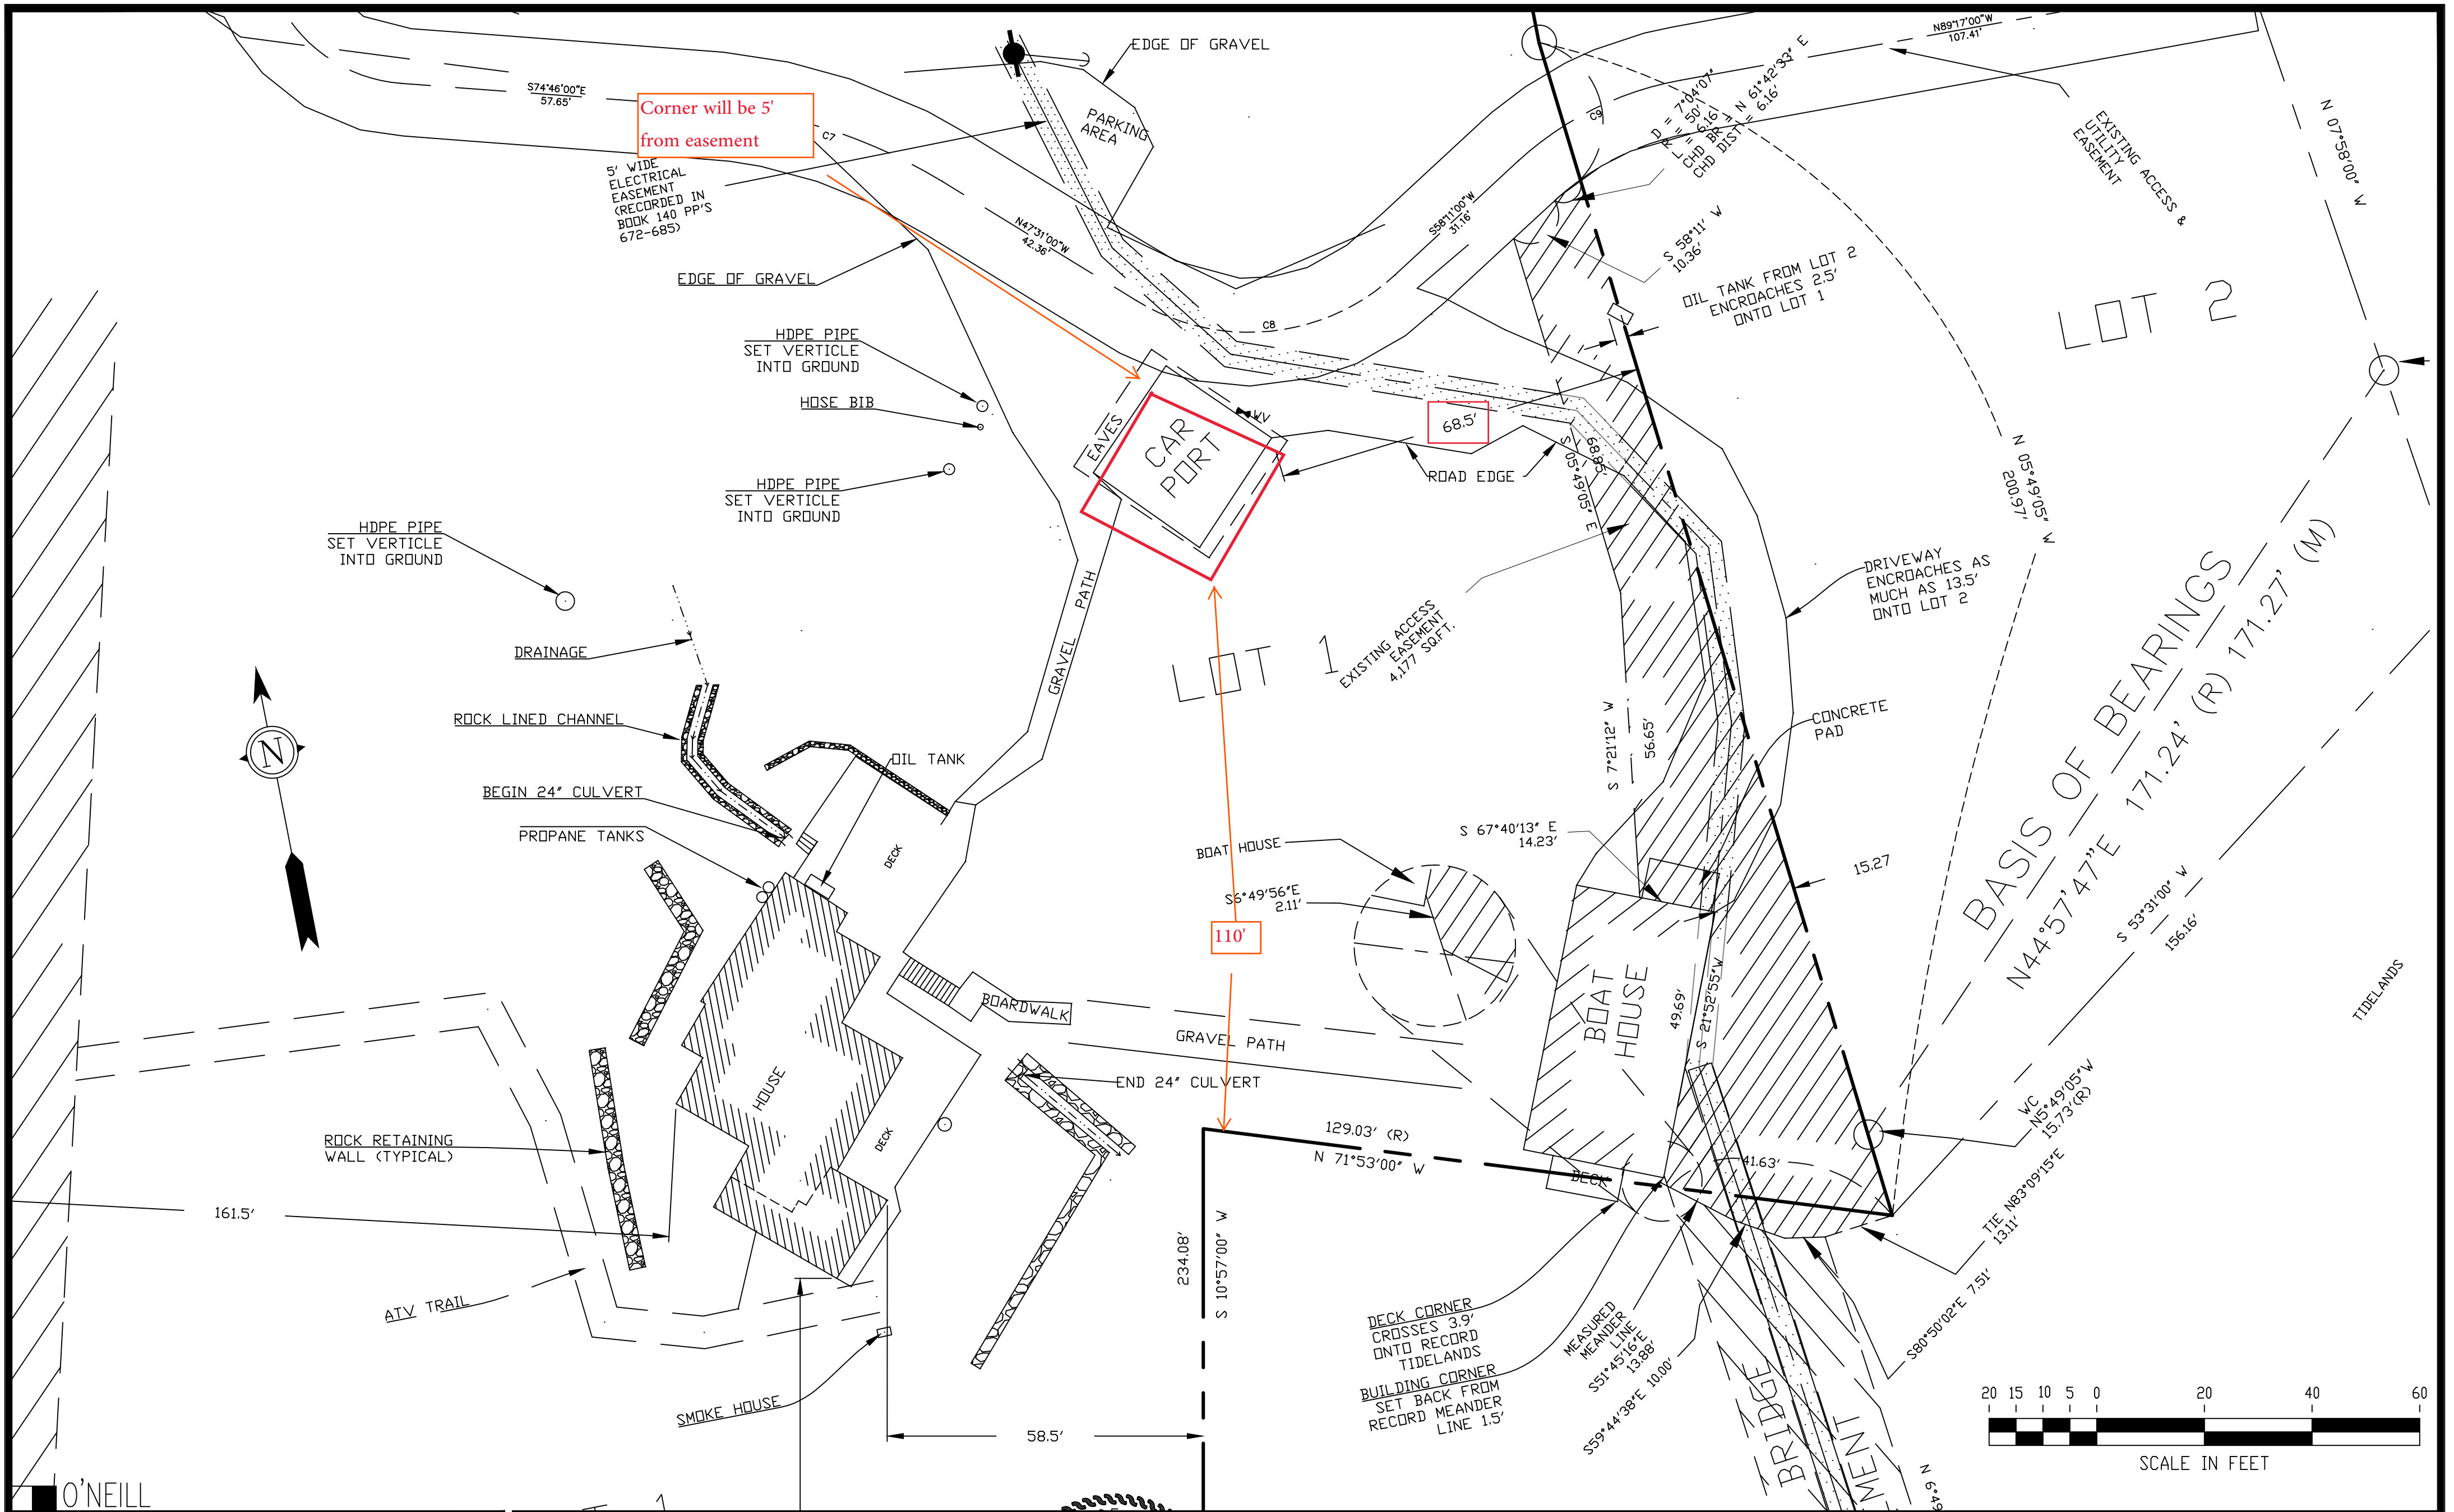 EDGE OF GRAVEL
N89°17'00"W
107.41'
S74°46'00"E
57.65'
Corner will be 5'
from easement
C7
PARKING
AREA
C9
D = 7°04'07"
R = 50'
L = 6.16'
CHD BR = N 61°42'33" E
CHD DIST = 6.16'
EXISTING ACCESS &
UTILITY
EASEMENT
N 07°58'00" W
5' WIDE
ELECTRICAL
EASEMENT
(RECORDED IN
BOOK 140 PP'S
672-685)
N47°31'00"W
42.36'
S58°11'00"W
31.16'
S 58°11' W
10.36'
EDGE OF GRAVEL
OIL TANK FROM LOT 2
ENCROACHES 2.5'
ONTO LOT 1
LOT 2
C8
HDPE PIPE
SET VERTICLE
INTO GROUND
HOSE BIB
EAVES
CAR
PORT
WV
68.5'
ROAD EDGE
S 05°49'05" E
68.85'
N 05°49'05" W
200.97'
HDPE PIPE
SET VERTICLE
INTO GROUND
HDPE PIPE
SET VERTICLE
INTO GROUND
DRIVEWAY
ENCROACHES AS
MUCH AS 13.5'
ONTO LOT 2
GRAVEL PATH
LOT 1
EXISTING ACCESS
EASEMENT
4,177 SQ.FT.
BASIS OF BEARINGS
N44°57'47"E 171.24' (R) 171.27' (M)
DRAINAGE
ROCK LINED CHANNEL
N
OIL TANK
S 7°21'12" W
56.65'
CONCRETE
PAD
BEGIN 24" CULVERT
PROPANE TANKS
DECK
BOAT HOUSE
S 67°40'13" E
14.23'
15.27
S6°49'56"E
2.11'
110'
S 53°31'00" W
156.16'
TIDELANDS
BOARDWALK
GRAVEL PATH
BOAT
HOUSE
49.69'
S 21°52'55"W
HOUSE
END 24" CULVERT
DECK
ROCK RETAINING
WALL (TYPICAL)
129.03' (R)
N 71°53'00" W
41.63'
DECK
WC
N5°49'05"W
15.73'(R)
TIE N83°09'15"E
13.11'
161.5'
234.08'
S 10°57'00" W
ATV TRAIL
SMOKE HOUSE
58.5'
DECK CORNER
CROSSES 3.9'
ONTO RECORD
TIDELANDS
BUILDING CORNER
SET BACK FROM
RECORD MEANDER
LINE 1.5'
MEASURED
MEANDER
LINE
S51°45'16"E
13.88'
S59°44'38"E 10.00'
S80°50'02"E 7.51'
BRIDGE
20 15 10 5 0 20 40 60
SCALE IN FEET
O'NEILL